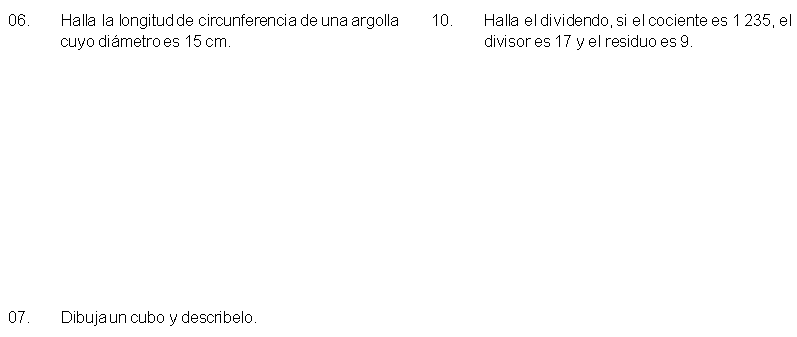 06. Halla la longitud de circunferencia de una argolla
cuyo diámetro es 15 cm.
07. Dibuja un cubo y descríbelo.
10. Halla el dividendo, si el cociente es 1 235, el
divisor es 17 y el residuo es 9.